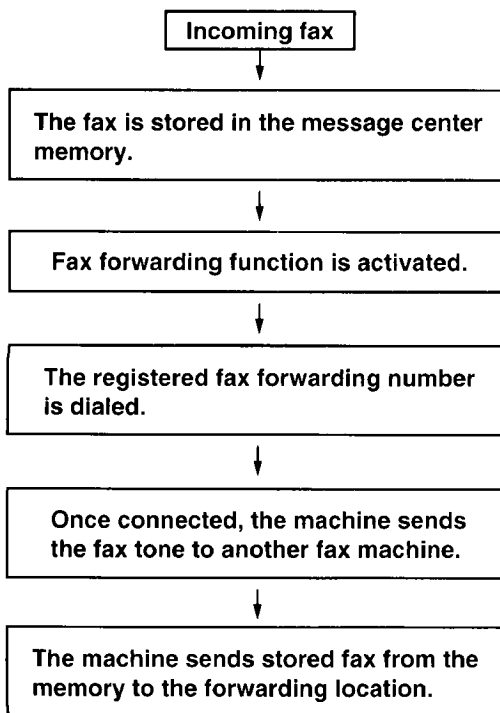 Incoming fax
The fax is stored in the message center
memory.
Fax forwarding function is activated.
The registered fax forwarding number
is dialed.
Once connected, the machine sends
the fax tone to another fax machine.
The machine sends stored fax from the
memory to the forwarding location.